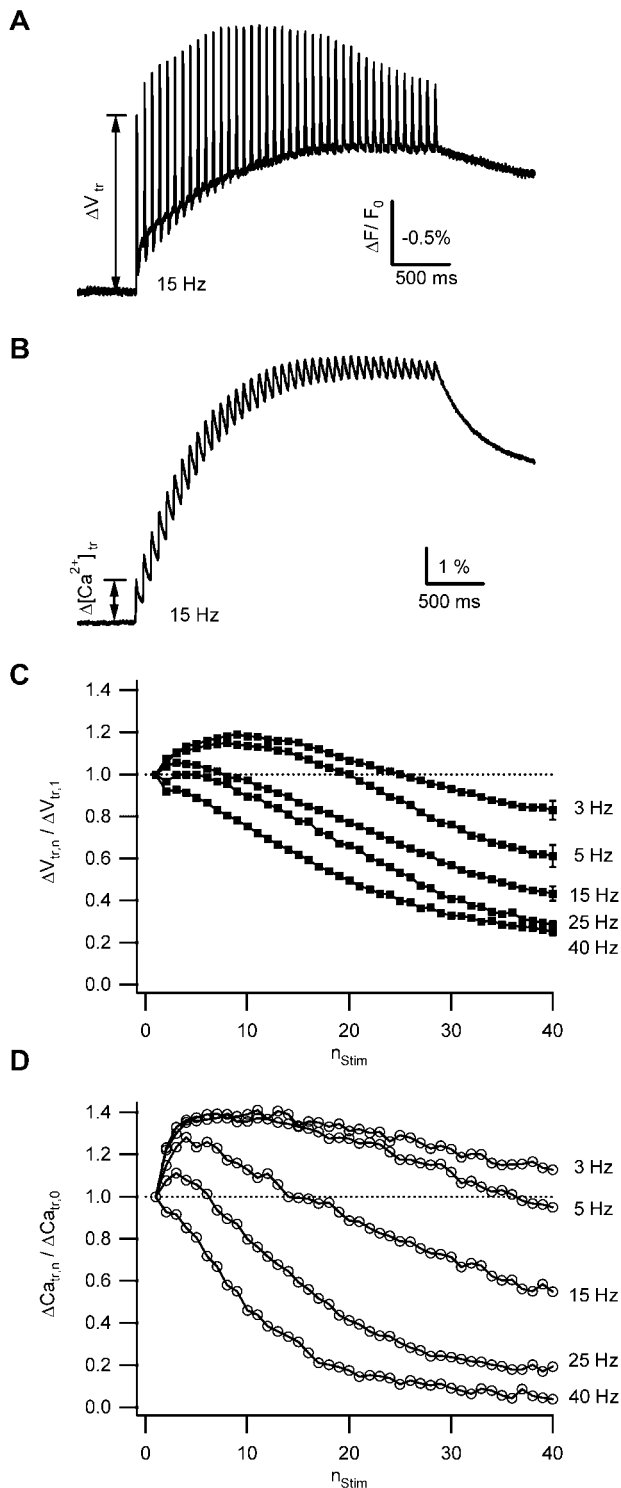 A
ΔV tr
15 Hz
ΔF/ F0
-0.5%
500 ms
B
Δ[Ca2+]tr
15 Hz
1 %
500 ms
C
ΔVtr,n / ΔVtr,1
1.4
1.2
1.0
0.8
0.6
0.4
0.2
0.0
3 Hz
5 Hz
15 Hz
25 Hz
40 Hz
0
10
20
30
40
nStim
D
ΔCatr,n / ΔCatr,0
1.4
1.2
1.0
0.8
0.6
0.4
0.2
0.0
3 Hz
5 Hz
15 Hz
25 Hz
40 Hz
0
10
20
30
40
nStim